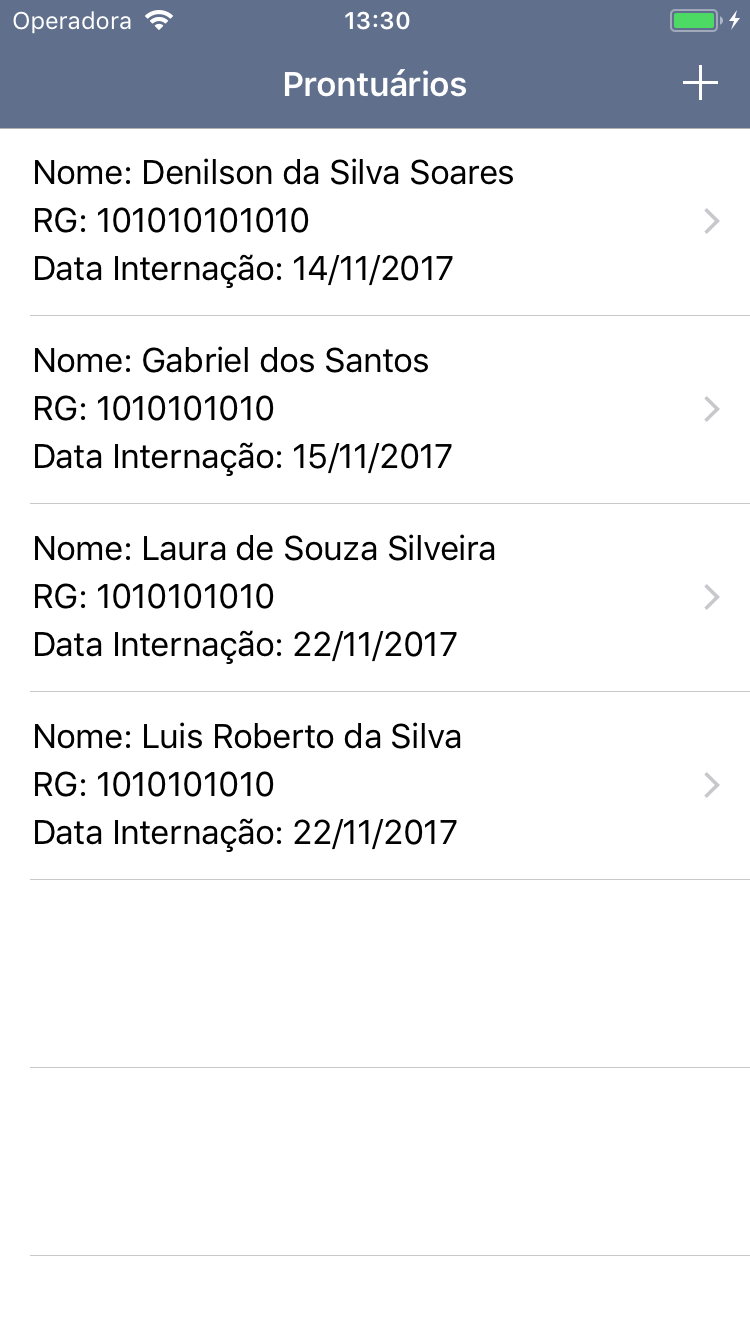 Operadora 13:30
Prontuários
Nome: Denilson da Silva Soares
RG: 101010101010
Data Internação: 14/11/2017
Nome: Gabriel dos Santos
RG: 1010101010
Data Internação: 15/11/2017
Nome: Laura de Souza Silveira
RG: 1010101010
Data Internação: 22/11/2017
Nome: Luis Roberto da Silva
RG: 1010101010
Data Internação: 22/11/2017